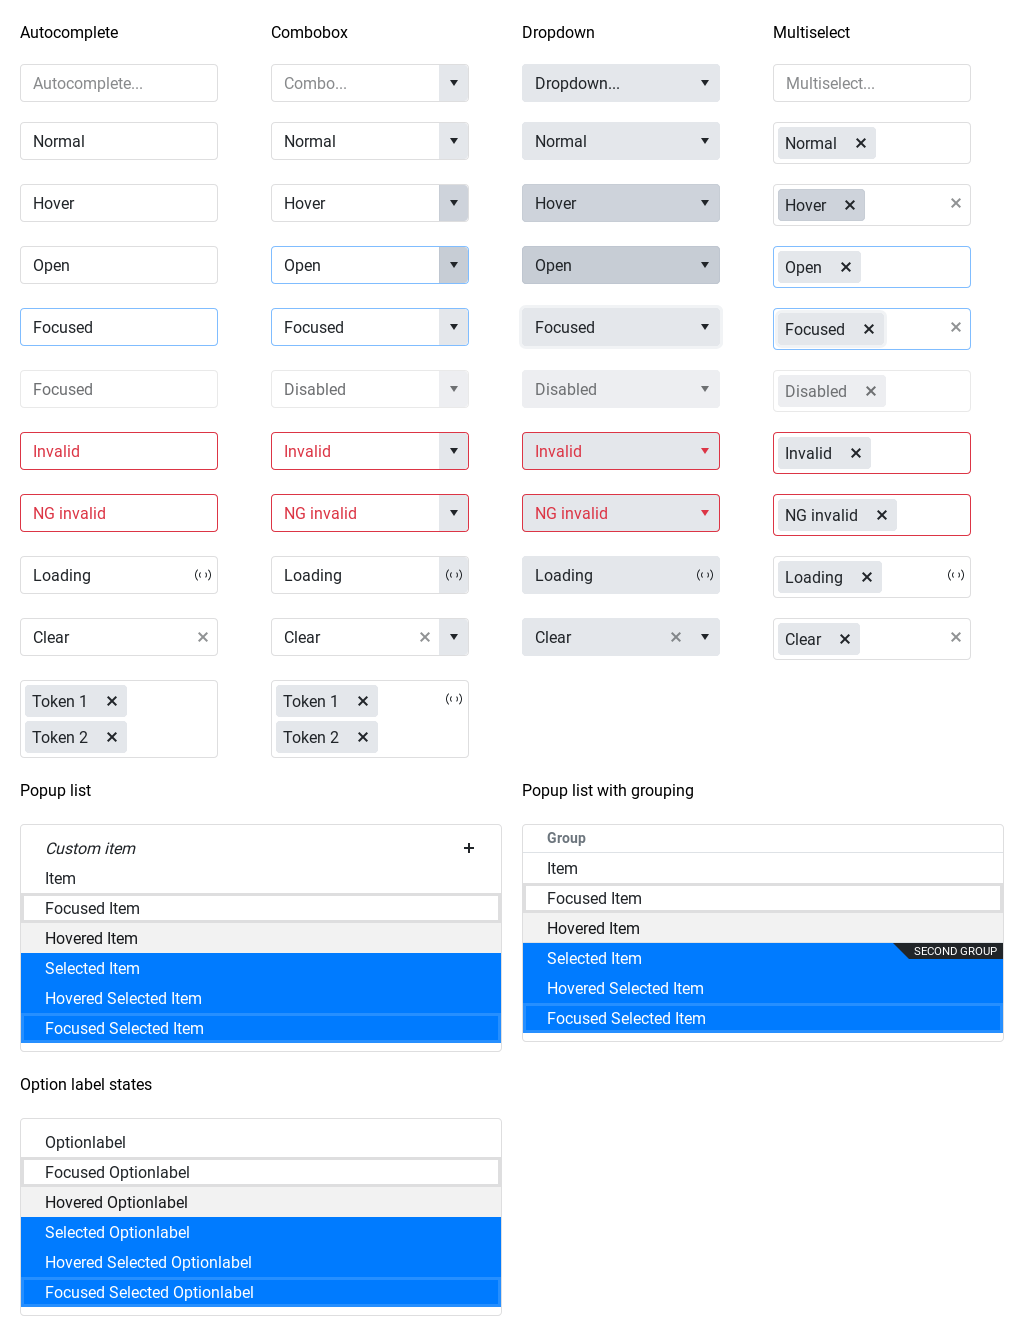 Autocomplete Combobox Dropdown Multiselect
Autocomplete... Combo... Dropdown... Multiselect...
Normal Normal Normal Normal
Hover Hover Hover Hover
Open Open Open Open
Focused Focused Focused Focused
Focused Disabled Disabled Disabled
Invalid Invalid Invalid Invalid
NG invalid NG invalid NG invalid NG invalid
Loading Loading Loading Loading
Clear Clear Clear Clear
Token 1 Token 1
Token 2 Token 2
Popup list
Custom item
Item
Focused Item
Hovered Item
Selected Item
Hovered Selected Item
Focused Selected Item
Popup list with grouping
Group
Item
Focused Item
Hovered Item
Selected Item SECOND GROUP
Hovered Selected Item
Focused Selected Item
Option label states
Optionlabel
Focused Optionlabel
Hovered Optionlabel
Selected Optionlabel
Hovered Selected Optionlabel
Focused Selected Optionlabel